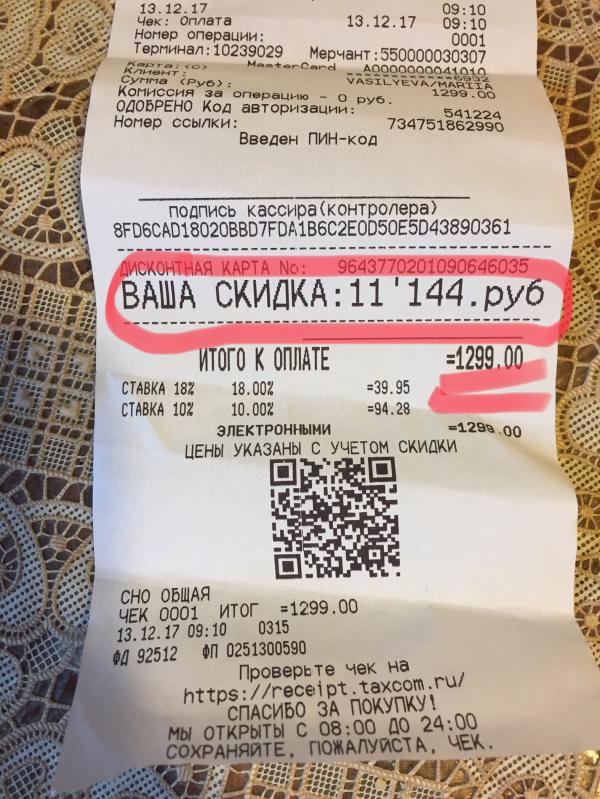 13.12.17 09:10
Чек: Оплата 13.12.17 09:10
Номер операции: 0001
Терминал:10239029 Мерчант:550000030307
Карта:(C) MasterCard A0000000041010
Клиент:
VASILYEVA/MARIIA
Сумма (Руб): 1299.00
Комиссия за операцию - 0 руб.
ОДОБРЕНО Код авторизации: 541224
Номер ссылки: 734751862990
Введен ПИН-код
подпись кассира(контролера)
8FD6CAD18020BBD7FDA1B6C2E0D50E5D43890361
ДИСКОНТНАЯ КАРТА No: 9643770201090646035
ВАША СКИДКА:11'144.руб
ИТОГО К ОПЛАТЕ =1299.00
СТАВКА 18% 18.00% =39.95
СТАВКА 10% 10.00% =94.28
ЭЛЕКТРОННЫМИ =1299.00
ЦЕНЫ УКАЗАНЫ С УЧЕТОМ СКИДКИ
СНО ОБЩАЯ
ЧЕК 0001 ИТОГ =1299.00
13.12.17 09:10 0315
ФД 92512 ФП 0251300590
Проверьте чек на
https://receipt.taxcom.ru/
СПАСИБО ЗА ПОКУПКУ!
МЫ ОТКРЫТЫ С 08:00 ДО 24:00
СОХРАНЯЙТЕ, ПОЖАЛУЙСТА, ЧЕК.